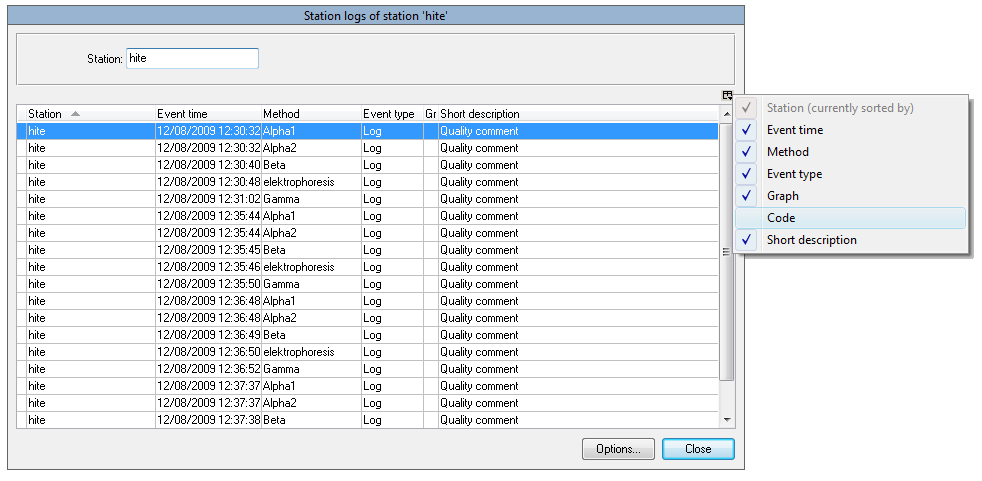 Station logs of station 'hite'
Station: hite
Station Event time Method Event type Gr Short description
hite 12/08/2009 12:30:32 Alpha1 Log Quality comment
hite 12/08/2009 12:30:32 Alpha2 Log Quality comment
hite 12/08/2009 12:30:40 Beta Log Quality comment
hite 12/08/2009 12:30:48 elektrophoresis Log Quality comment
hite 12/08/2009 12:31:02 Gamma Log Quality comment
hite 12/08/2009 12:35:44 Alpha1 Log Quality comment
hite 12/08/2009 12:35:44 Alpha2 Log Quality comment
hite 12/08/2009 12:35:45 Beta Log Quality comment
hite 12/08/2009 12:35:46 elektrophoresis Log Quality comment
hite 12/08/2009 12:35:50 Gamma Log Quality comment
hite 12/08/2009 12:36:48 Alpha1 Log Quality comment
hite 12/08/2009 12:36:48 Alpha2 Log Quality comment
hite 12/08/2009 12:36:49 Beta Log Quality comment
hite 12/08/2009 12:36:50 elektrophoresis Log Quality comment
hite 12/08/2009 12:36:52 Gamma Log Quality comment
hite 12/08/2009 12:37:37 Alpha1 Log Quality comment
hite 12/08/2009 12:37:37 Alpha2 Log Quality comment
hite 12/08/2009 12:37:38 Beta Log Quality comment
Options... Close
Station (currently sorted by)
Event time
Method
Event type
Graph
Code
Short description